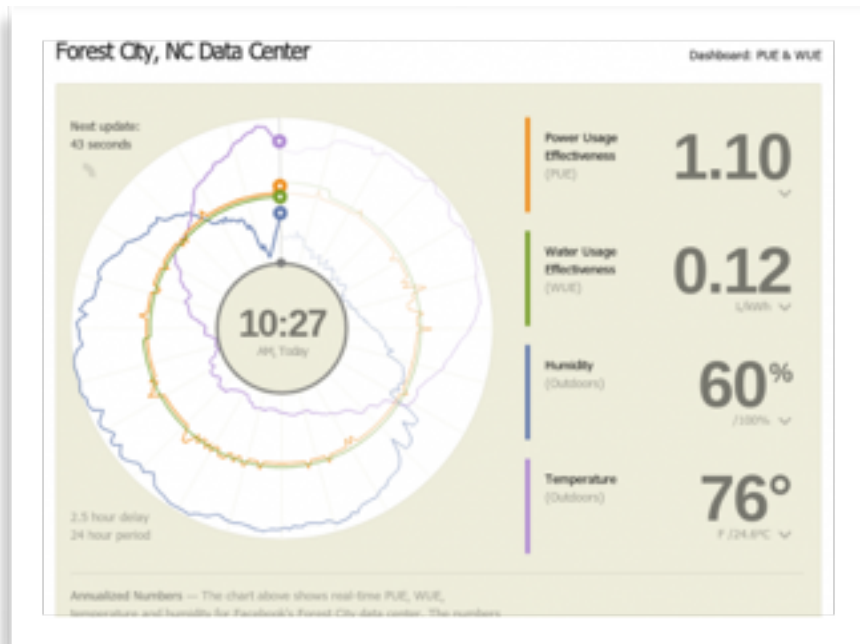 Forest City, NC Data Center
Dashboard: PUE & WUE
Next update:
43 seconds
10:27
AM, Today
2.5 hour delay
24 hour period
Power Usage
Effectiveness
(PUE)
1.10
Water Usage
Effectiveness
(WUE)
0.12
L/kWh
Humidity
(Outdoors)
60%
/100%
Temperature
(Outdoors)
76°
F /24.6°C
Annualized Numbers — The chart above shows real-time PUE, WUE,
temperature and humidity for Facebook's Forest City data center. The numbers